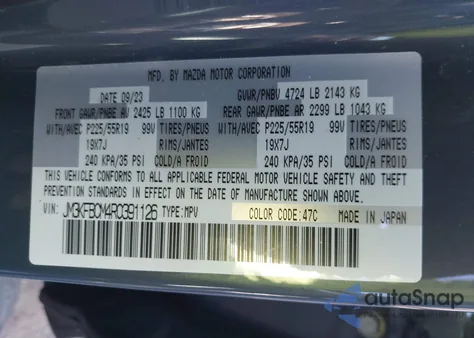 MFD. BY MAZDA MOTOR CORPORATION
DATE 09/23 GVWR/PNBV 4724 LB 2143 KG
FRONT GAWR/PNBE AV 2425 LB 1100 KG REAR GAWR/PNBE AR 2299 LB 1043 KG
WITH/AVEC P225/55R19 99V TIRES/PNEUS WITH/AVEC P225/55R19 99V TIRES/PNEUS
19X7J RIMS/JANTES 19X7J RIMS/JANTES
240 KPA/35 PSI COLD/A FROID 240 KPA/35 PSI COLD/A FROID
THIS VEHICLE CONFORMS TO ALL APPLICABLE FEDERAL MOTOR VEHICLE SAFETY AND THEFT
PREVENTION STANDARDS IN EFFECT ON THE DATE OF MANUFACTURE SHOWN ABOVE.
VIN: JM3KFBCM4R0391126 TYPE:MPV COLOR CODE:47C MADE IN JAPAN
autoSnap